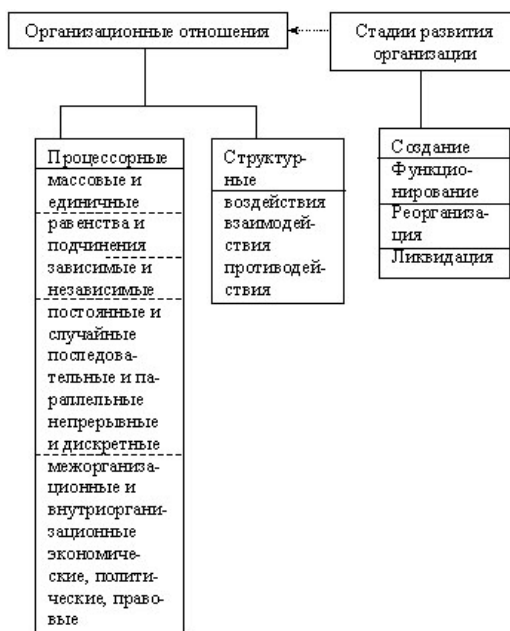 Организационные отношения
Стадии развития
организации
Процессорные
массовые и
единичные
равенства и
подчинения
зависимые и
независимые
постоянные и
случайные
последова-
тельные и па-
раллельные
непрерывные
и дискретные
межорганиза-
ционные и
внутриоргани-
зационные
экономиче-
ские, полити-
ческие, право-
вые
Структур-
ные
воздействия
взаимодей-
ствия
противодей-
ствия
Создание
Функцио-
нирование
Реорганиза-
ция
Ликвидация